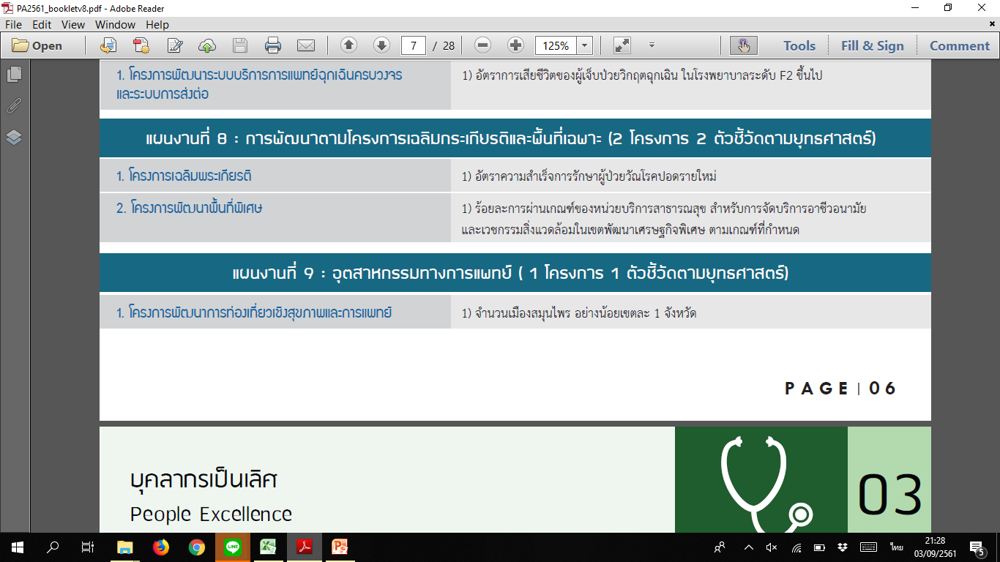 PA2561_bookletv8.pdf - Adobe Reader
File Edit View Window Help
Open 7 / 28 125% Tools Fill & Sign Comment
1. โครงการพัฒนาระบบบริการการแพทย์ฉุกเฉินครบวงจร
และระบบการส่งต่อ
1) อัตราการเสียชีวิตของผู้เจ็บป่วยวิกฤตฉุกเฉิน ในโรงพยาบาลระดับ F2 ขึ้นไป
แผนงานที่ 8 : การพัฒนาตามโครงการเฉลิมกระเกียรติและพื้นที่เฉพาะ (2 โครงการ 2 ตัวชี้วัดตามยุทธศาสตร์)
1. โครงการเฉลิมพระเกียรติ
1) อัตราความสำเร็จการรักษาผู้ป่วยวัณโรคปอดรายใหม่
2. โครงการพัฒนาพื้นที่พิเศษ
1) ร้อยละการผ่านเกณฑ์ของหน่วยบริการสาธารณสุข สำหรับการจัดบริการอาชีวอนามัย
และเวชกรรมสิ่งแวดล้อมในเขตพัฒนาเศรษฐกิจพิเศษ ตามเกณฑ์ที่กำหนด
แผนงานที่ 9 : อุตสาหกรรมทางการแพทย์ ( 1 โครงการ 1 ตัวชี้วัดตามยุทธศาสตร์)
1. โครงการพัฒนาการท่องเที่ยวเชิงสุขภาพและการแพทย์
1) จำนวนเมืองสมุนไพร อย่างน้อยเขตละ 1 จังหวัด
PAGE | 06
บุคลากรเป็นเลิศ
People Excellence
03
LINE
ไทย
21:28
03/09/2561
5